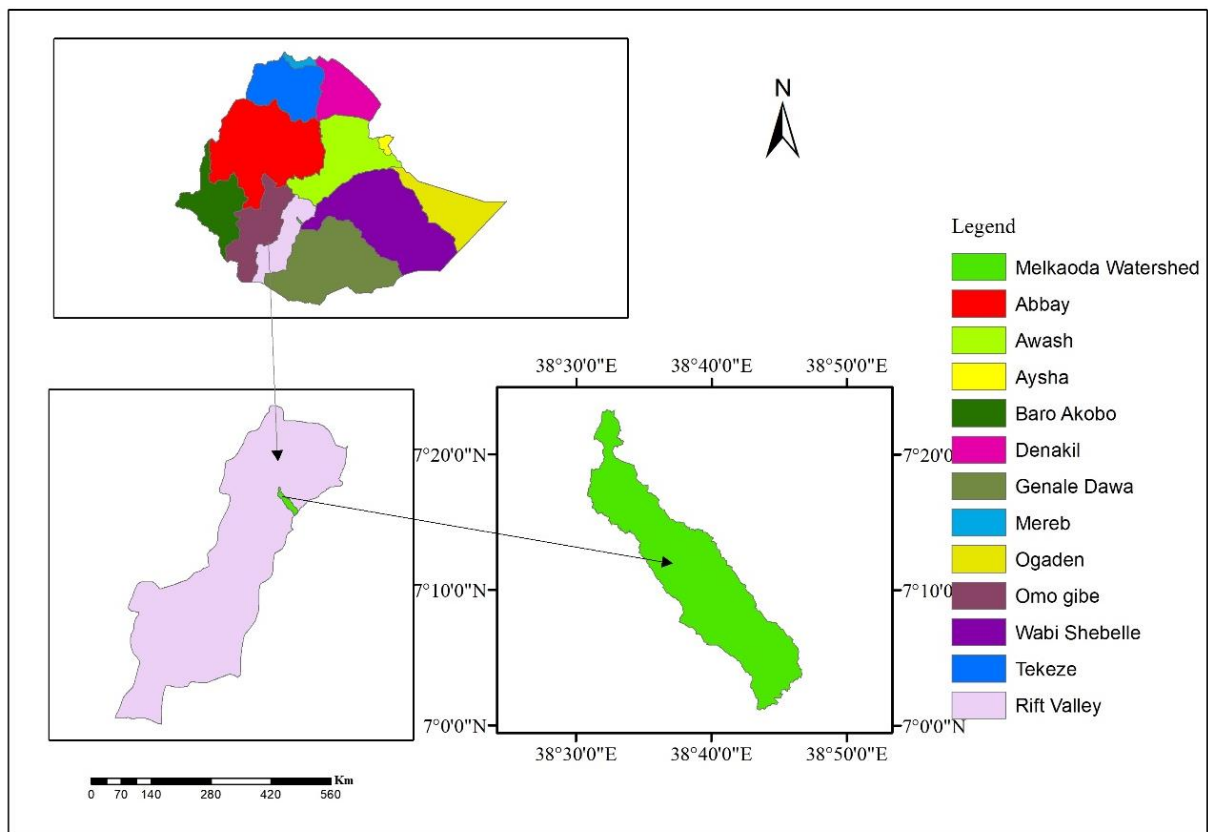 N
Legend
Melkaoda Watershed
Abbay
Awash
Aysha
Baro Akobo
Denakil
Genale Dawa
Mereb
Ogaden
Omo gibe
Wabi Shebelle
Tekeze
Rift Valley
38°30'0"E 38°40'0"E 38°50'0"E
7°20'0"N 7°20'0"N
7°10'0"N 7°10'0"N
7°0'0"N 7°0'0"N
38°30'0"E 38°40'0"E 38°50'0"E
Km
0 70 140 280 420 560